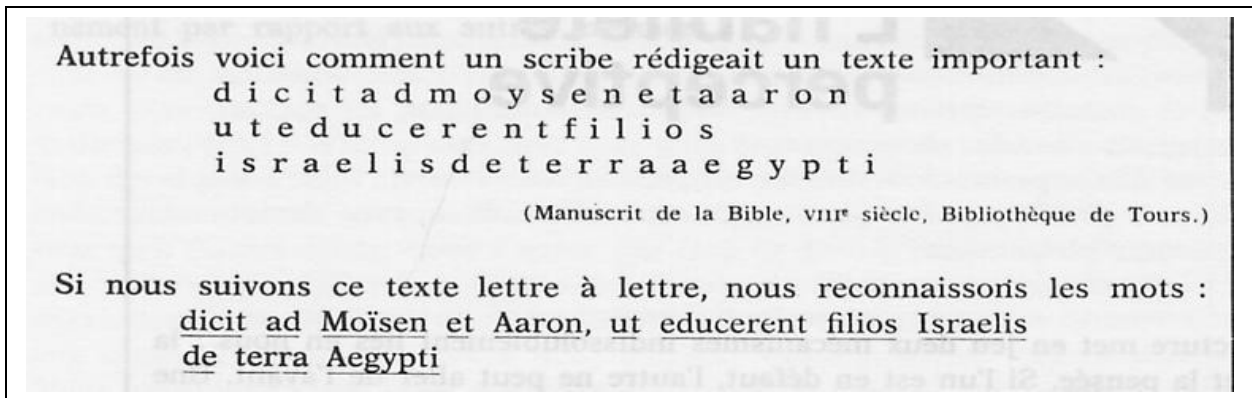 Autrefois voici comment un scribe rédigeait un texte important :
d i c i t a d m o y s e n e t a a r o n
u t e d u c e r e n t f i l i o s
i s r a e l i s d e t e r r a a e g y p t i
(Manuscrit de la Bible, VIIIe siècle, Bibliothèque de Tours.)
Si nous suivons ce texte lettre à lettre, nous reconnaissons les mots :
dicit ad Moïsen et Aaron, ut educerent filios Israelis
de terra Aegypti